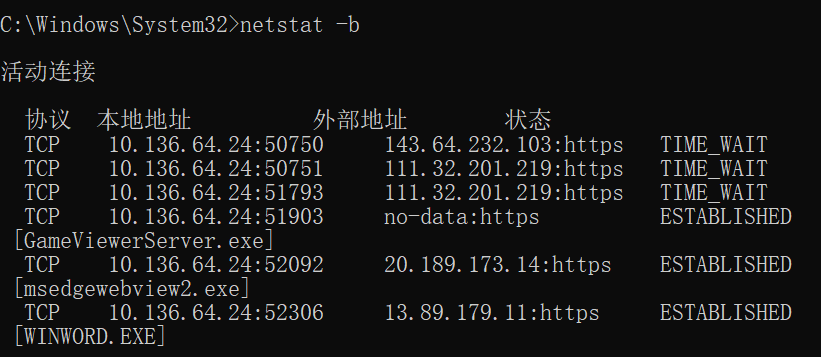 C:\Windows\System32>netstat -b
活动连接
协议 本地地址 外部地址 状态
TCP 10.136.64.24:50750 143.64.232.103:https TIME_WAIT
TCP 10.136.64.24:50751 111.32.201.219:https TIME_WAIT
TCP 10.136.64.24:51793 111.32.201.219:https TIME_WAIT
TCP 10.136.64.24:51903 no-data:https ESTABLISHED
[GameViewerServer.exe]
TCP 10.136.64.24:52092 20.189.173.14:https ESTABLISHED
[msedgewebview2.exe]
TCP 10.136.64.24:52306 13.89.179.11:https ESTABLISHED
[WINWORD.EXE]